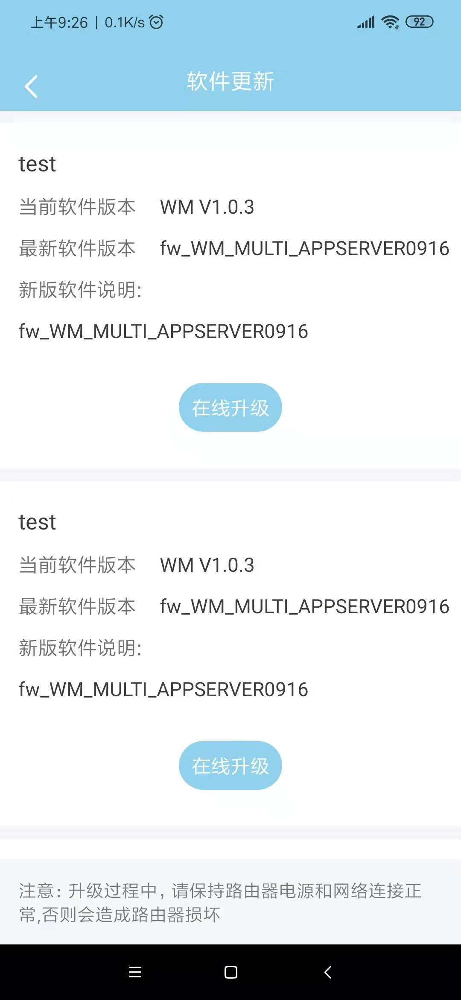 上午9:26 | 0.1K/s
92
软件更新
test
当前软件版本 WM V1.0.3
最新软件版本 fw_WM_MULTI_APPSERVER0916
新版软件说明:
fw_WM_MULTI_APPSERVER0916
在线升级
test
当前软件版本 WM V1.0.3
最新软件版本 fw_WM_MULTI_APPSERVER0916
新版软件说明:
fw_WM_MULTI_APPSERVER0916
在线升级
注意：升级过程中，请保持路由器电源和网络连接正
常,否则会造成路由器损坏